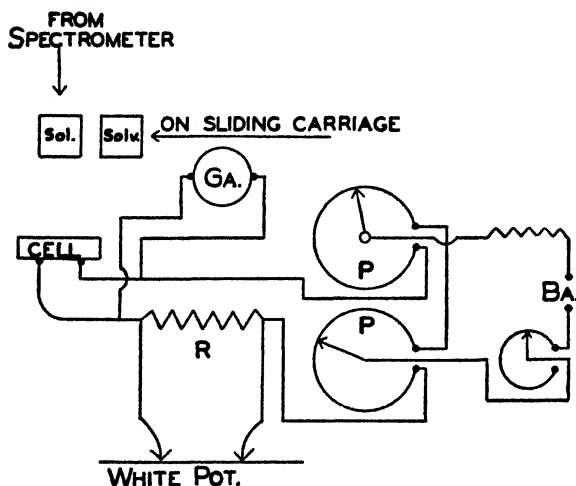 FROM
SPECTROMETER
Sol. Solv. ON SLIDING CARRIAGE
GA.
CELL
P
BA.
P
R
WHITE POT.